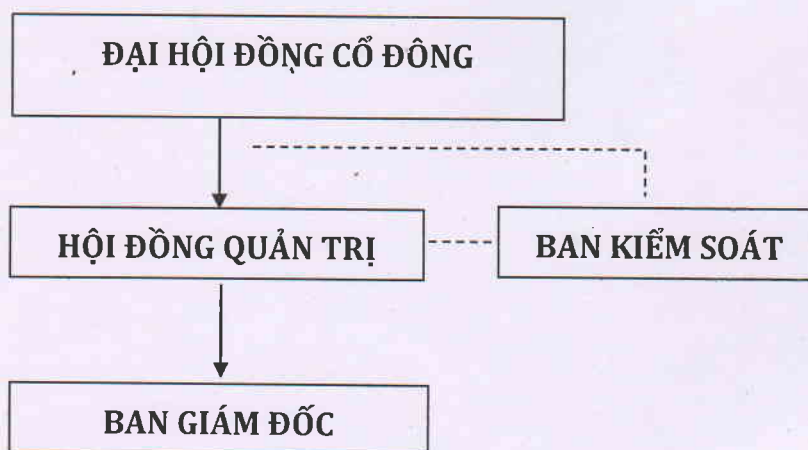 ĐẠI HỘI ĐỒNG CỔ ĐÔNG
HỘI ĐỒNG QUẢN TRỊ
BAN KIỂM SOÁT
BAN GIÁM ĐỐC